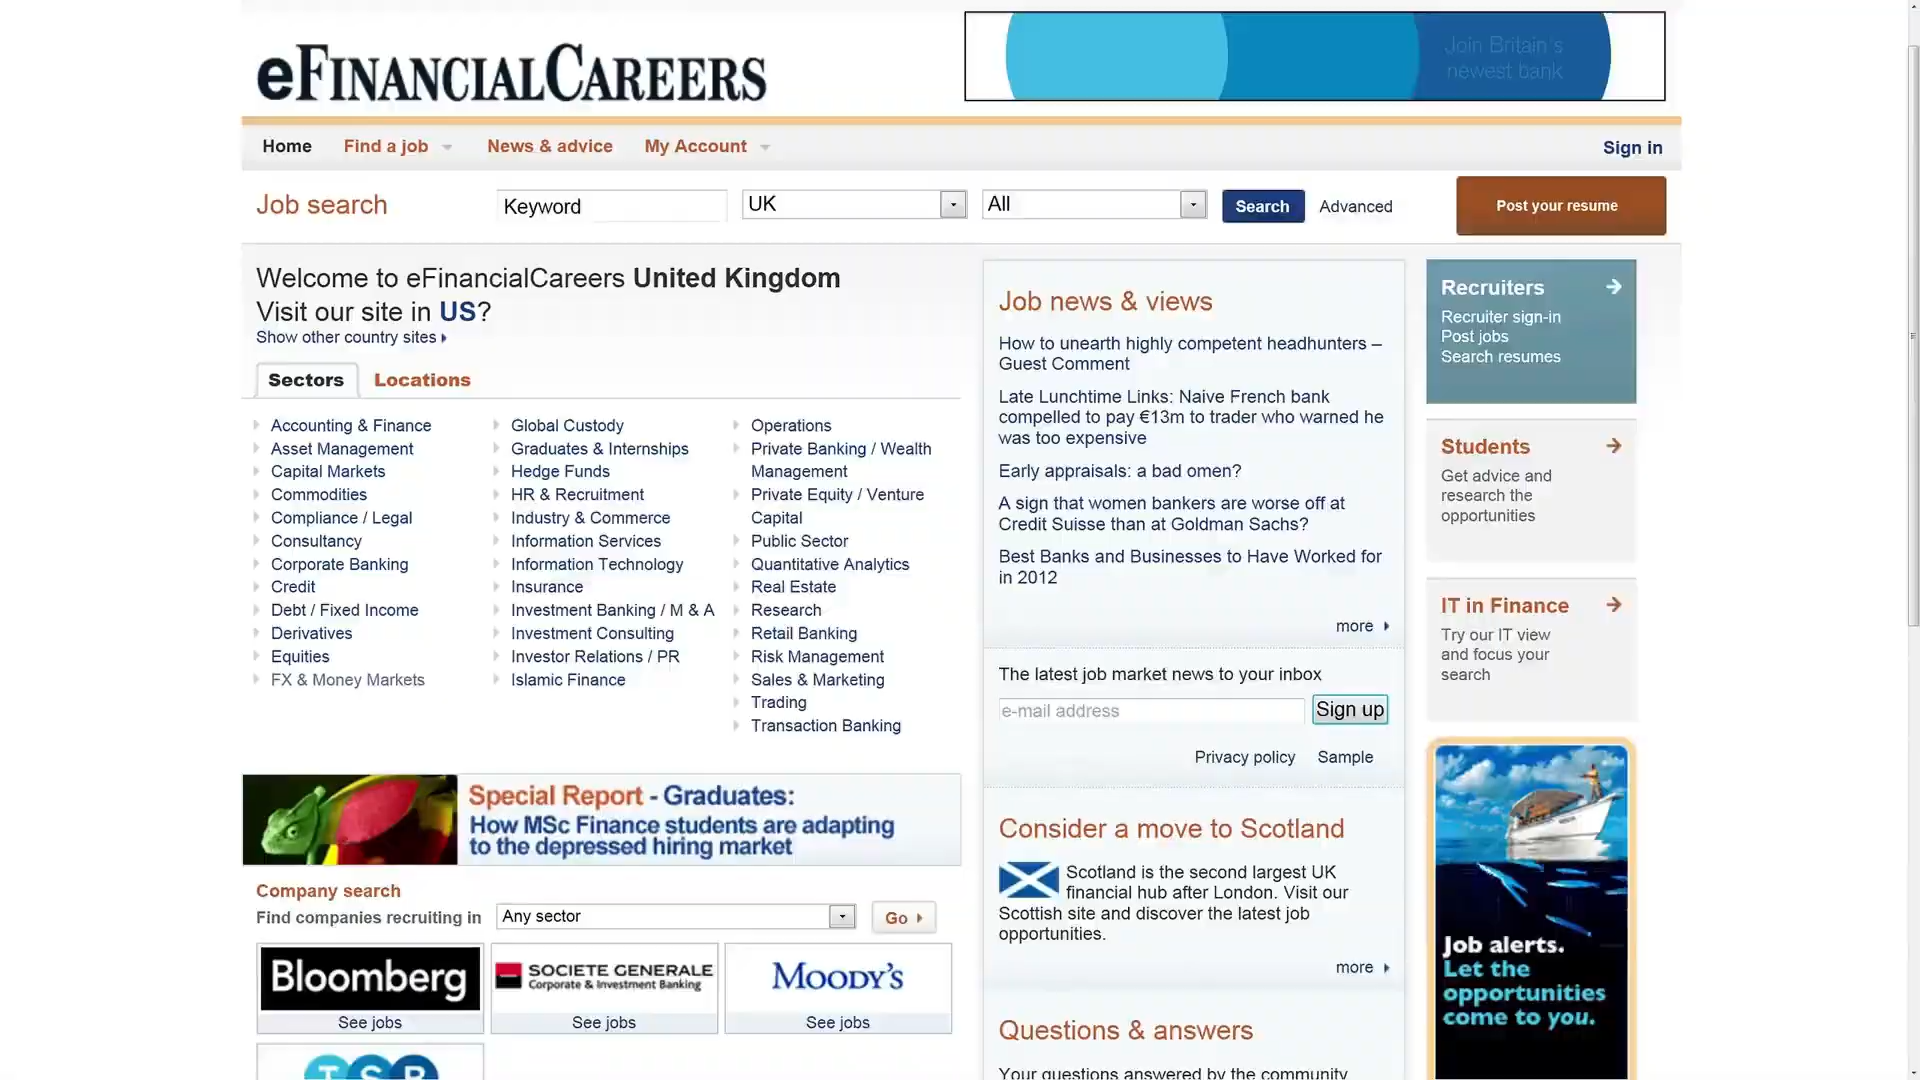 eFINANCIALCAREERS
Join Britain's
newest bank
Home
Find a job
News & advice
My Account
Sign in
Job search
Keyword
UK
All
Search
Advanced
Post your resume
Welcome to eFinancialCareers United Kingdom
Visit our site in US?
Show other country sites
Sectors
Locations
Accounting & Finance
Asset Management
Capital Markets
Commodities
Compliance / Legal
Consultancy
Corporate Banking
Credit
Debt / Fixed Income
Derivatives
Equities
FX & Money Markets
Global Custody
Graduates & Internships
Hedge Funds
HR & Recruitment
Industry & Commerce
Information Services
Information Technology
Insurance
Investment Banking / M & A
Investment Consulting
Investor Relations / PR
Islamic Finance
Operations
Private Banking / Wealth
Management
Private Equity / Venture
Capital
Public Sector
Quantitative Analytics
Real Estate
Research
Retail Banking
Risk Management
Sales & Marketing
Trading
Transaction Banking
Special Report - Graduates:
How MSc Finance students are adapting
to the depressed hiring market
Company search
Find companies recruiting in
Any sector
Go
Bloomberg
See jobs
SOCIETE GENERALE
Corporate & Investment Banking
See jobs
MOODY'S
See jobs
TSB
Job news & views
How to unearth highly competent headhunters –
Guest Comment
Late Lunchtime Links: Naive French bank
compelled to pay €13m to trader who warned he
was too expensive
Early appraisals: a bad omen?
A sign that women bankers are worse off at
Credit Suisse than at Goldman Sachs?
Best Banks and Businesses to Have Worked for
in 2012
more
The latest job market news to your inbox
e-mail address
Sign up
Privacy policy
Sample
Consider a move to Scotland
Scotland is the second largest UK
financial hub after London. Visit our
Scottish site and discover the latest job
opportunities.
more
Questions & answers
Your questions answered by the community
Recruiters
Recruiter sign-in
Post jobs
Search resumes
Students
Get advice and
research the
opportunities
IT in Finance
Try our IT view
and focus your
search
Job alerts.
Let the
opportunities
come to you.